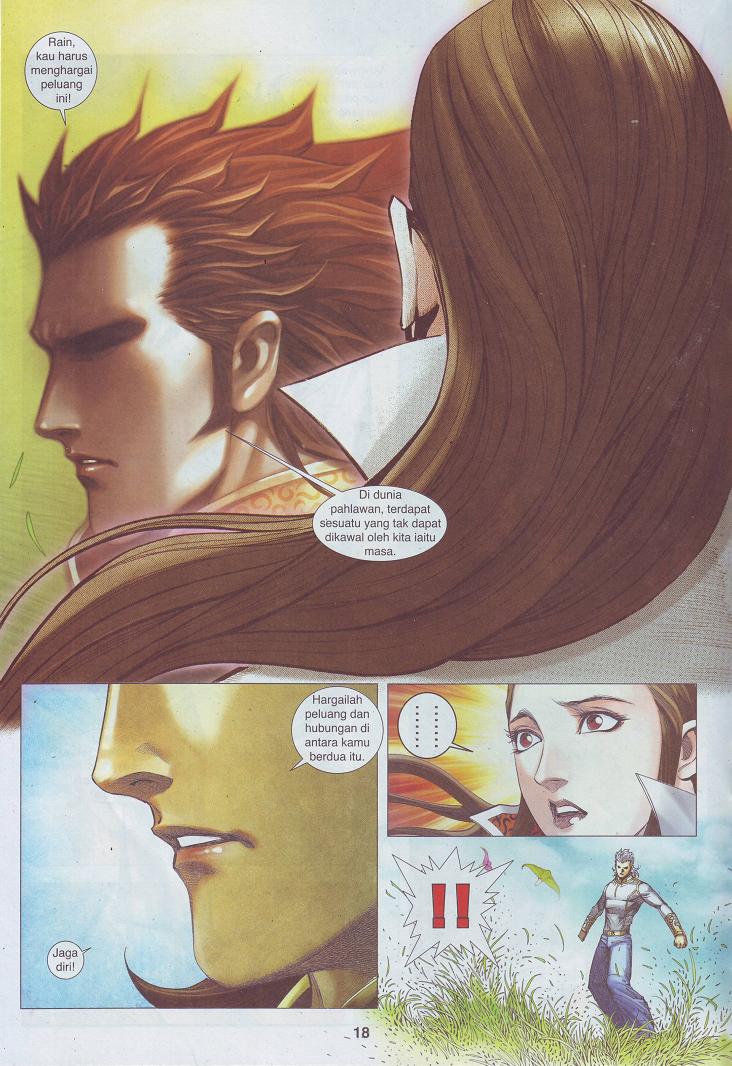 Rain,
kau harus
menghargai
peluang
ini!
Di dunia
pahlawan, terdapat
sesuatu yang tak dapat
dikawal oleh kita iaitu
masa.
Hargailah
peluang dan
hubungan di
antara kamu
berdua itu.
Jaga
diri!
!!
18